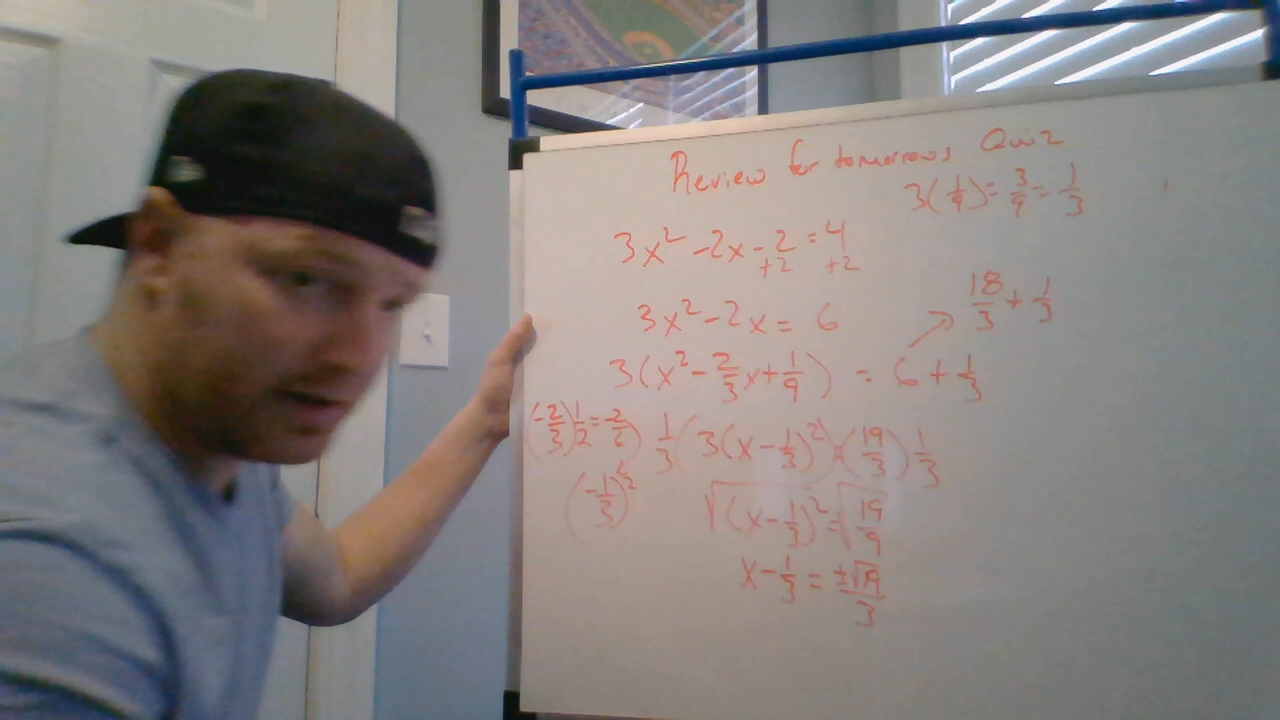 Review for tomorrows Quiz
3(1/9) = 3/9 = 1/3
3x² - 2x - 2 = 4
+2 +2
3x² - 2x = 6
18/3 + 1/3
3(x² - 2/3x + 1/9) = 6 + 1/3
(-2/3)1/2 = -2/6
1/3(3(x - 1/3)²) = (19/3)1/3
(-1/3)²
√(x - 1/3)² = √19/9
x - 1/3 = ±√19/3